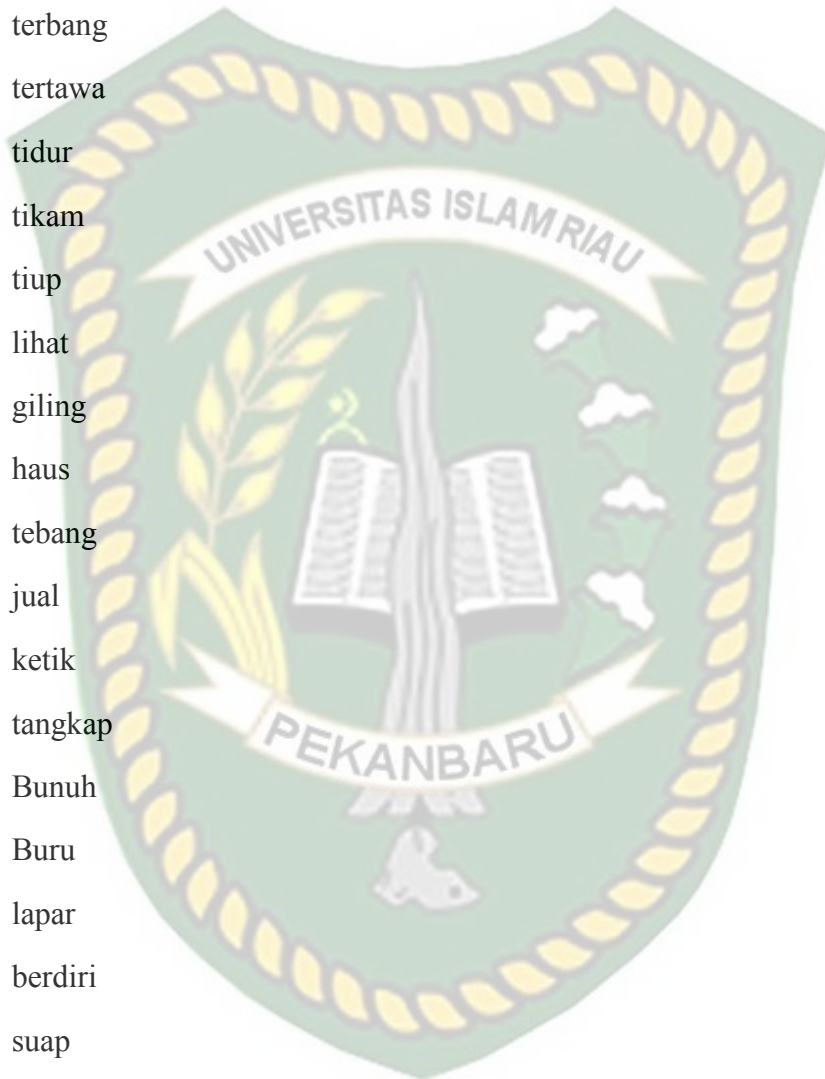 terbang
tertawa
tidur
tikam
tiup
UNIVERSITAS ISLAM RIAU
lihat
giling
haus
tebang
jual
ketik
tangkap
PEKANBARU
Bunuh
Buru
lapar
berdiri
suap